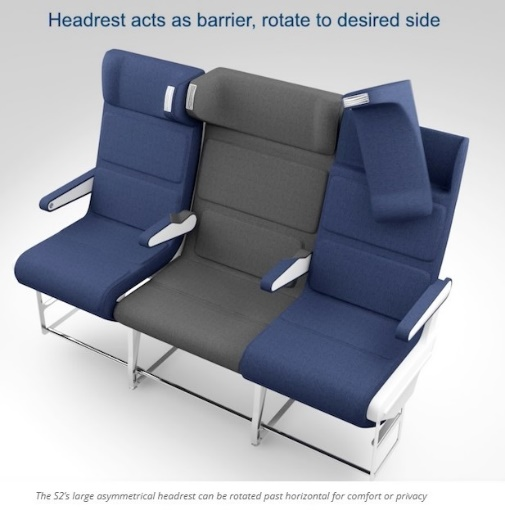 Headrest acts as barrier, rotate to desired side
The S2's large asymmetrical headrest can be rotated past horizontal for comfort or privacy